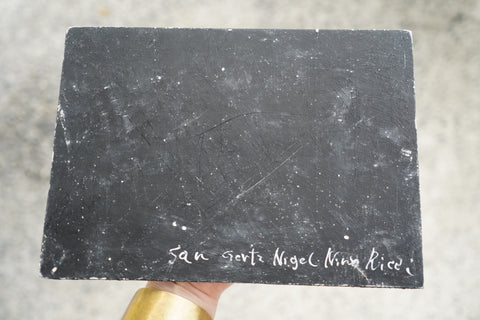 San Gertz Nigel Nina Ricci